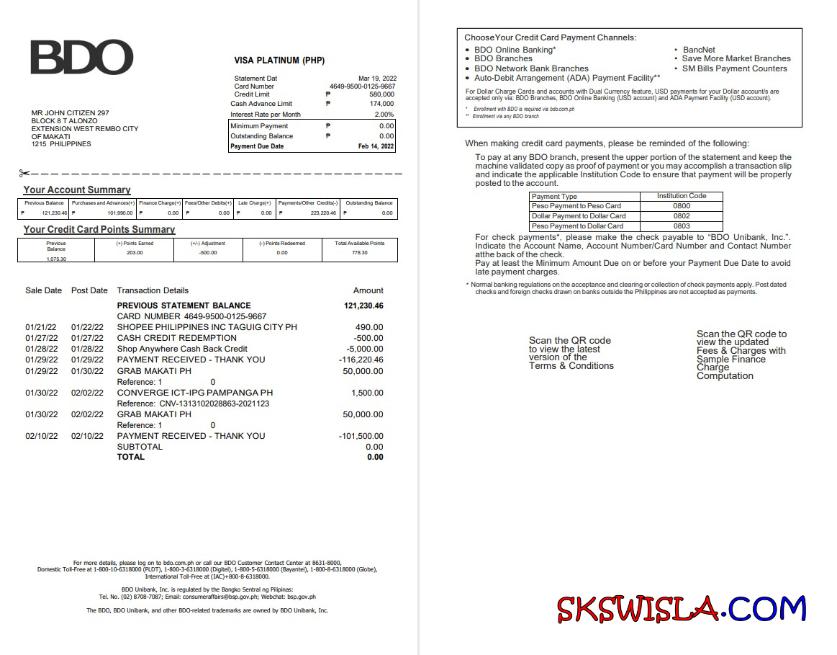 BDO
VISA PLATINUM (PHP)
Statement Dat Mar 19, 2022
Card Number 4649-9500-0125-9667
Credit Limit ₱ 580,000
Cash Advance Limit ₱ 174,000
Interest Rate per Month 2.00%
Minimum Payment ₱ 0.00
Outstanding Balance ₱ 0.00
Payment Due Date Feb 14, 2022
MR JOHN CITIZEN 297
BLOCK 8 T ALONZO
EXTENSION WEST REMBO CITY
OF MAKATI
1215 PHILIPPINES
Your Account Summary
Previous Balance Purchases and Advances(+) Finance Charge(+) Fees/Other Debits(+) Late Charge(+) Payments/Other Credits(-) Outstanding Balance
₱ 121,230.46 ₱ 101,990.00 ₱ 0.00 ₱ 0.00 ₱ 0.00 ₱ 223,220.46 ₱ 0.00
Your Credit Card Points Summary
Previous Balance (+) Points Earned (+/-) Adjustment (-) Points Redeemed Total Available Points
1,075.30 203.00 -500.00 0.00 778.30
Sale Date Post Date Transaction Details Amount
PREVIOUS STATEMENT BALANCE 121,230.46
CARD NUMBER 4649-9500-0125-9667
01/21/22 01/22/22 SHOPEE PHILIPPINES INC TAGUIG CITY PH 490.00
01/27/22 01/27/22 CASH CREDIT REDEMPTION -500.00
01/28/22 01/28/22 Shop Anywhere Cash Back Credit -5,000.00
01/29/22 01/29/22 PAYMENT RECEIVED - THANK YOU -116,220.46
01/29/22 01/30/22 GRAB MAKATI PH 50,000.00
Reference: 1 0
01/30/22 02/02/22 CONVERGE ICT-IPG PAMPANGA PH 1,500.00
Reference: CNV-1313102028863-2021123
01/30/22 02/02/22 GRAB MAKATI PH 50,000.00
Reference: 1 0
02/10/22 02/10/22 PAYMENT RECEIVED - THANK YOU -101,500.00
SUBTOTAL 0.00
TOTAL 0.00
For more details, please log on to bdo.com.ph or call our BDO Customer Contact Center at 8631-8000,
Domestic Toll-Free at 1-800-10-6318000 (PLDT), 1-800-3-6318000 (Digitel), 1-800-5-6318000 (Bayantel), 1-800-8-6318000 (Globe),
International Toll-Free at (IAC)+800-8-6318000.
BDO Unibank, Inc. is regulated by the Bangko Sentral ng Pilipinas:
Tel. No. (02) 8708-7087; Email: consumeraffairs@bsp.gov.ph; Webchat: bsp.gov.ph
The BDO, BDO Unibank, and other BDO-related trademarks are owned by BDO Unibank, Inc.
ChooseYour Credit Card Payment Channels:
• BDO Online Banking*
• BDO Branches
• BDO Network Bank Branches
• Auto-Debit Arrangement (ADA) Payment Facility**
• BancNet
• Save More Market Branches
• SM Bills Payment Counters
For Dollar Charge Cards and accounts with Dual Currency feature, USD payments for your Dollar account/s are
accepted only via: BDO Branches, BDO Online Banking (USD account) and ADA Payment Facility (USD account).
* Enrollment with BDO is required via bdo.com.ph
** Enrollment via any BDO branch
When making credit card payments, please be reminded of the following:
To pay at any BDO branch, present the upper portion of the statement and keep the
machine validated copy as proof of payment or you may accomplish a transaction slip
and indicate the applicable Institution Code to ensure that payment will be properly
posted to the account.
Payment Type Institution Code
Peso Payment to Peso Card 0800
Dollar Payment to Dollar Card 0802
Peso Payment to Dollar Card 0803
For check payments*, please make the check payable to "BDO Unibank, Inc.".
Indicate the Account Name, Account Number/Card Number and Contact Number
atthe back of the check.
Pay at least the Minimum Amount Due on or before your Payment Due Date to avoid
late payment charges.
* Normal banking regulations on the acceptance and clearing or collection of check payments apply. Post dated
checks and foreign checks drawn on banks outside the Philippines are not accepted as payments.
Scan the QR code
to view the latest
version of the
Terms & Conditions
Scan the QR code to
view the updated
Fees & Charges with
Sample Finance
Charge
Computation
SKSWISLA.COM